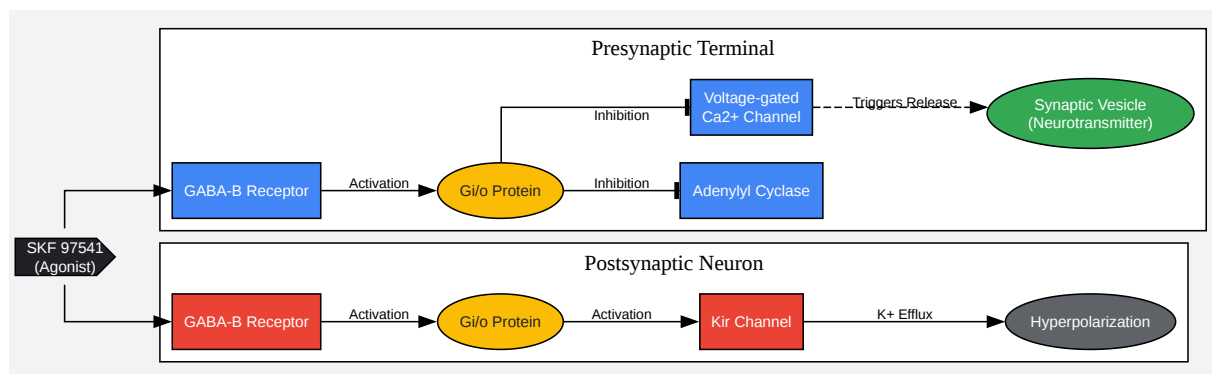 Presynaptic Terminal
Voltage-gated
Ca2+ Channel
Triggers Release
Synaptic Vesicle
(Neurotransmitter)
Inhibition
GABA-B Receptor
Activation
Gi/o Protein
Inhibition
Adenylyl Cyclase
SKF 97541
(Agonist)
Postsynaptic Neuron
GABA-B Receptor
Activation
Gi/o Protein
Activation
Kir Channel
K+ Efflux
Hyperpolarization